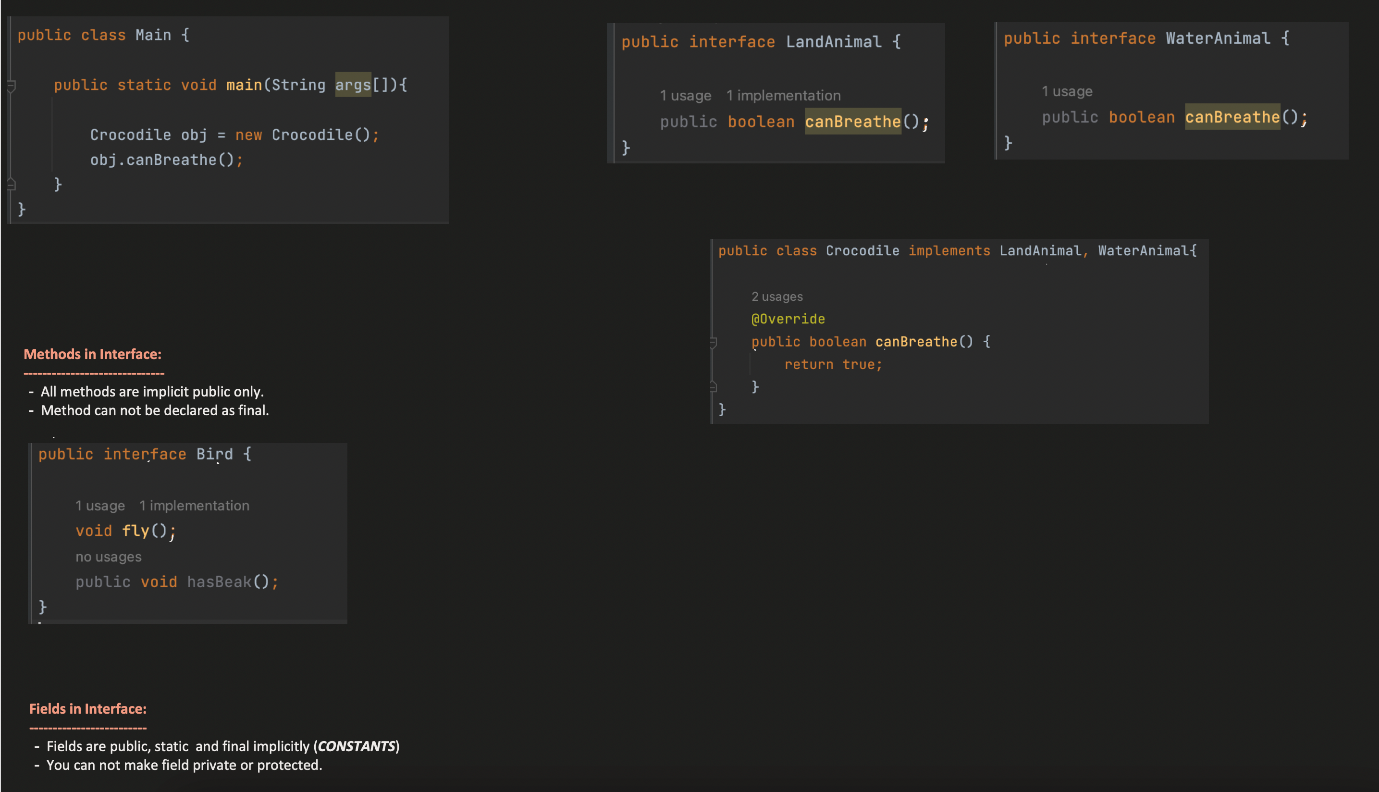 public class Main {
public static void main(String args[]){
Crocodile obj = new Crocodile();
obj.canBreathe();
}
}
public interface LandAnimal {
1 usage 1 implementation
public boolean canBreathe();
}
public interface WaterAnimal {
1 usage
public boolean canBreathe();
}
public class Crocodile implements LandAnimal, WaterAnimal{
2 usages
@Override
public boolean canBreathe() {
return true;
}
}
Methods in Interface:
------------------------------
- All methods are implicit public only.
- Method can not be declared as final.
public interface Bird {
1 usage 1 implementation
void fly();
no usages
public void hasBeak();
}
Fields in Interface:
-------------------------
- Fields are public, static and final implicitly (CONSTANTS)
- You can not make field private or protected.